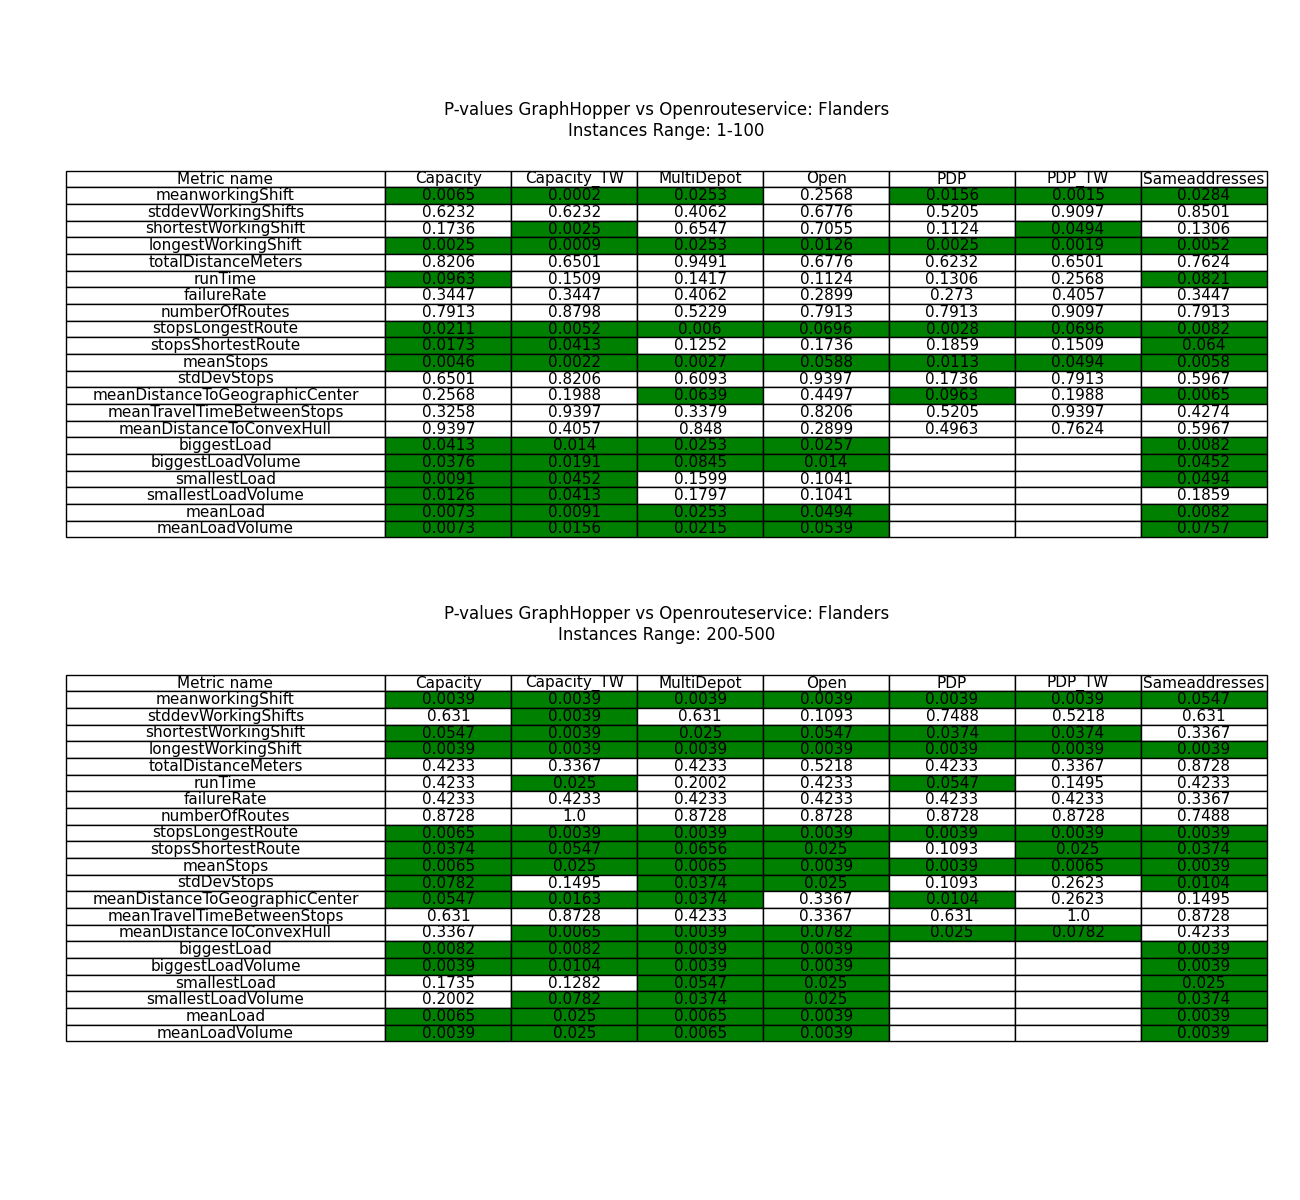 P-values GraphHopper vs Openrouteservice: Flanders
Instances Range: 1-100
Metric name Capacity Capacity_TW MultiDepot Open PDP PDP_TW Sameaddresses
meanworkingShift 0.0065 0.0002 0.0253 0.2568 0.0156 0.0015 0.0284
stddevWorkingShifts 0.6232 0.6232 0.4062 0.6776 0.5205 0.9097 0.8501
shortestWorkingShift 0.1736 0.0025 0.6547 0.7055 0.1124 0.0494 0.1306
longestWorkingShift 0.0025 0.0009 0.0253 0.0126 0.0025 0.0019 0.0052
totalDistanceMeters 0.8206 0.6501 0.9491 0.6776 0.6232 0.6501 0.7624
runTime 0.0963 0.1509 0.1417 0.1124 0.1306 0.2568 0.0821
failureRate 0.3447 0.3447 0.4062 0.2899 0.273 0.4057 0.3447
numberOfRoutes 0.7913 0.8798 0.5229 0.7913 0.7913 0.9097 0.7913
stopsLongestRoute 0.0211 0.0052 0.006 0.0696 0.0028 0.0696 0.0082
stopsShortestRoute 0.0173 0.0413 0.1252 0.1736 0.1859 0.1509 0.064
meanStops 0.0046 0.0022 0.0027 0.0588 0.0113 0.0494 0.0058
stdDevStops 0.6501 0.8206 0.6093 0.9397 0.1736 0.7913 0.5967
meanDistanceToGeographicCenter 0.2568 0.1988 0.0639 0.4497 0.0963 0.1988 0.0065
meanTravelTimeBetweenStops 0.3258 0.9397 0.3379 0.8206 0.5205 0.9397 0.4274
meanDistanceToConvexHull 0.9397 0.4057 0.848 0.2899 0.4963 0.7624 0.5967
biggestLoad 0.0413 0.014 0.0253 0.0257 0.0082
biggestLoadVolume 0.0376 0.0191 0.0845 0.014 0.0452
smallestLoad 0.0091 0.0452 0.1599 0.1041 0.0494
smallestLoadVolume 0.0126 0.0413 0.1797 0.1041 0.1859
meanLoad 0.0073 0.0091 0.0253 0.0494 0.0082
meanLoadVolume 0.0073 0.0156 0.0215 0.0539 0.0757
P-values GraphHopper vs Openrouteservice: Flanders
Instances Range: 200-500
Metric name Capacity Capacity_TW MultiDepot Open PDP PDP_TW Sameaddresses
meanworkingShift 0.0039 0.0039 0.0039 0.0039 0.0039 0.0039 0.0547
stddevWorkingShifts 0.631 0.0039 0.631 0.1093 0.7488 0.5218 0.631
shortestWorkingShift 0.0547 0.0039 0.025 0.0547 0.0374 0.0374 0.3367
longestWorkingShift 0.0039 0.0039 0.0039 0.0039 0.0039 0.0039 0.0039
totalDistanceMeters 0.4233 0.3367 0.4233 0.5218 0.4233 0.3367 0.8728
runTime 0.4233 0.025 0.2002 0.4233 0.0547 0.1495 0.4233
failureRate 0.4233 0.4233 0.4233 0.4233 0.4233 0.4233 0.3367
numberOfRoutes 0.8728 1.0 0.8728 0.8728 0.8728 0.8728 0.7488
stopsLongestRoute 0.0065 0.0039 0.0039 0.0039 0.0039 0.0039 0.0039
stopsShortestRoute 0.0374 0.0547 0.0656 0.025 0.1093 0.025 0.0374
meanStops 0.0065 0.025 0.0065 0.0039 0.0039 0.0065 0.0039
stdDevStops 0.0782 0.1495 0.0374 0.025 0.1093 0.2623 0.0104
meanDistanceToGeographicCenter 0.0547 0.0163 0.0374 0.3367 0.0104 0.2623 0.1495
meanTravelTimeBetweenStops 0.631 0.8728 0.4233 0.3367 0.631 1.0 0.8728
meanDistanceToConvexHull 0.3367 0.0065 0.0039 0.0782 0.025 0.0782 0.4233
biggestLoad 0.0082 0.0082 0.0039 0.0039 0.0039
biggestLoadVolume 0.0039 0.0104 0.0039 0.0039 0.0039
smallestLoad 0.1735 0.1282 0.0547 0.025 0.025
smallestLoadVolume 0.2002 0.0782 0.0374 0.025 0.0374
meanLoad 0.0065 0.025 0.0065 0.0039 0.0039
meanLoadVolume 0.0039 0.025 0.0065 0.0039 0.0039